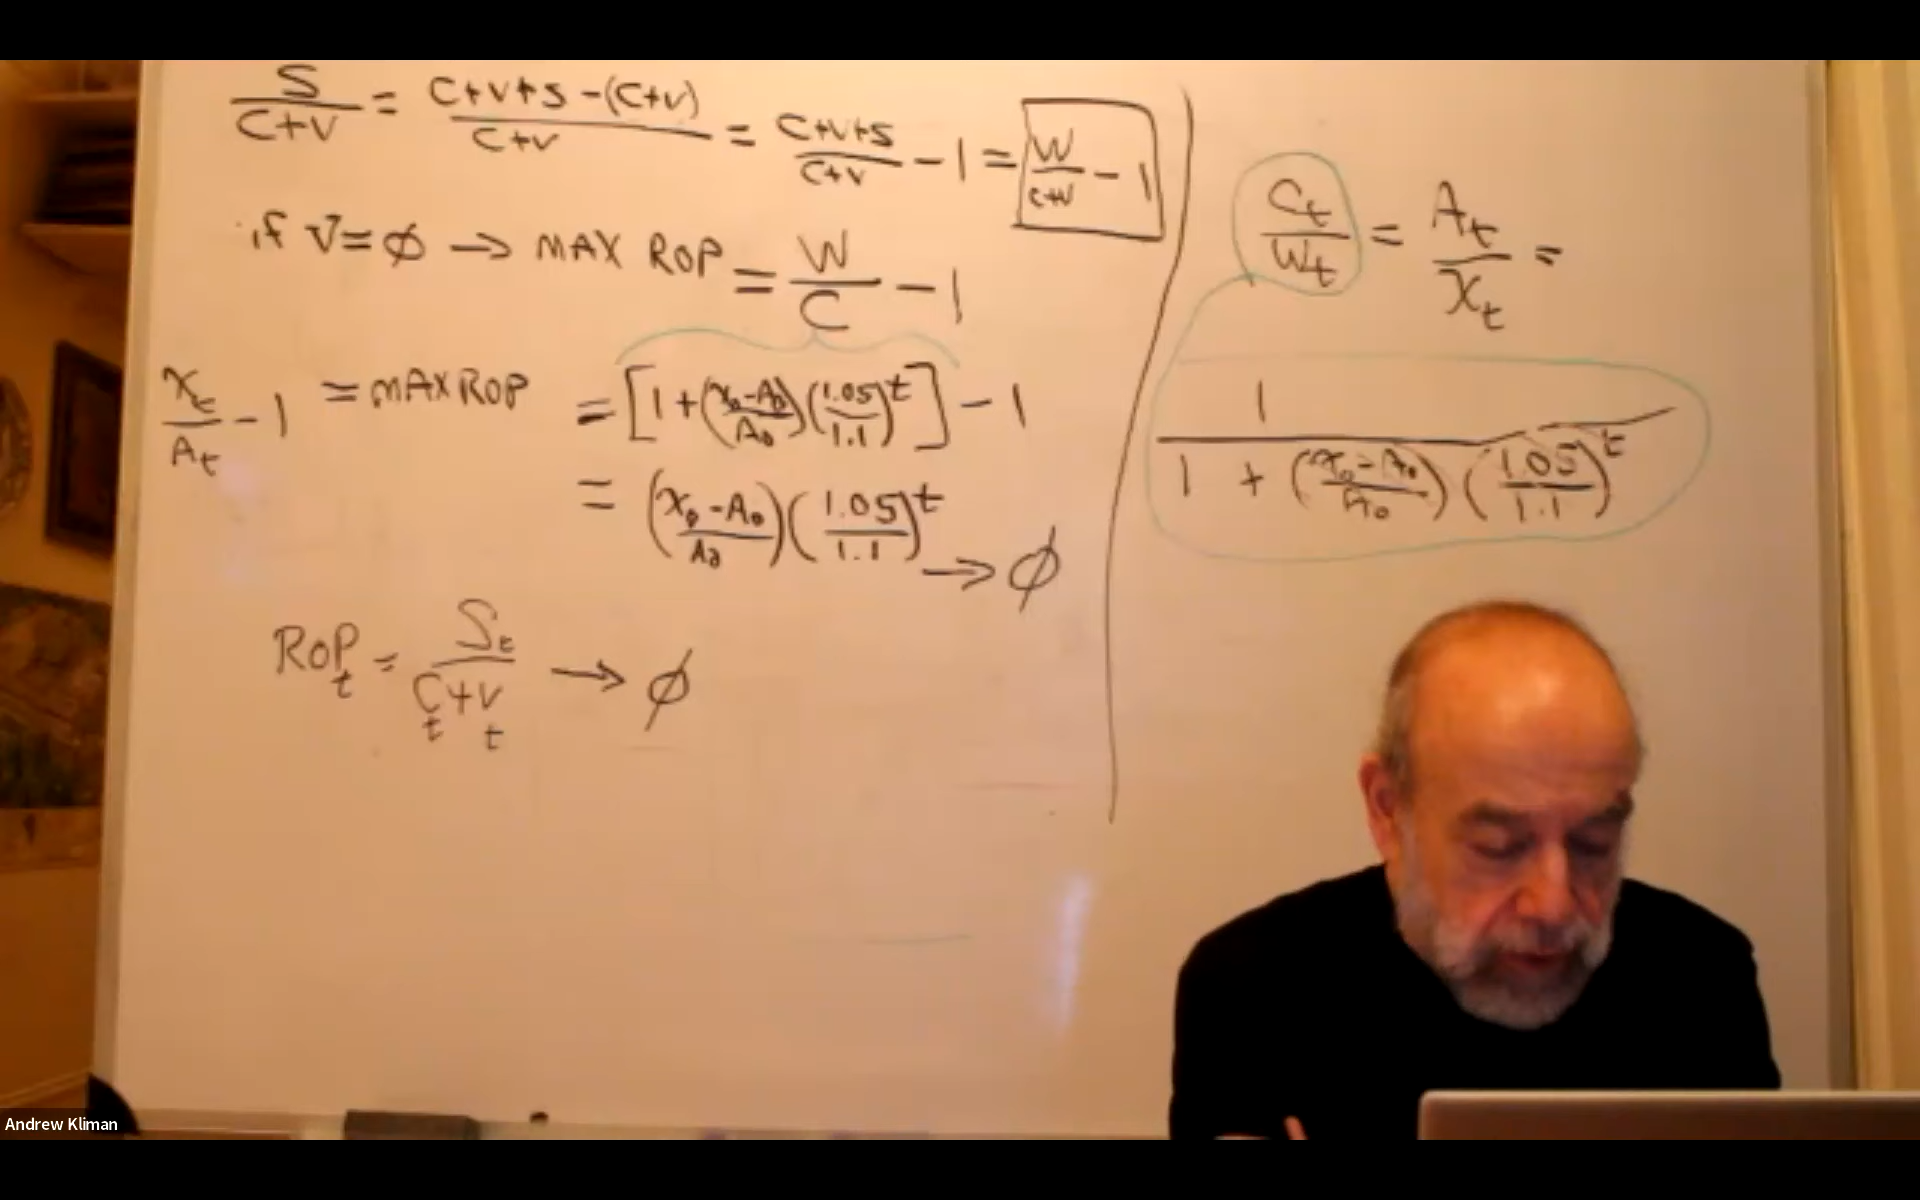 S/(C+V) = (C+V+S-(C+V))/(C+V) = (C+V+S)/(C+V) - 1 = W/(C+V) - 1
if V=∅ → MAX ROP = W/C - 1
X_t/A_t - 1 = MAX ROP = [1+((X_0-A_0)/A_0)(1.05/1.1)^t] - 1
= ((X_0-A_0)/A_0)(1.05/1.1)^t → ∅
ROP_t = S_t/(C_t+V_t) → ∅
C_t/W_t = A_t/X_t =
1/(1 + ((X_0-A_0)/A_0)(1.05/1.1)^t)
Andrew Kliman